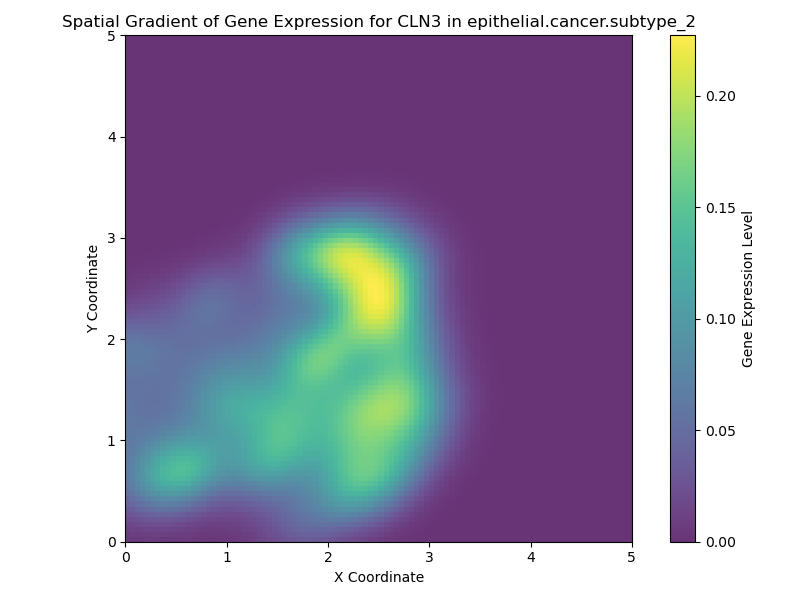 Spatial Gradient of Gene Expression for CLN3 in epithelial.cancer.subtype_2
5
4
3
2
1
0
Y Coordinate
0 1 2 3 4 5
X Coordinate
0.20
0.15
0.10
0.05
0.00
Gene Expression Level